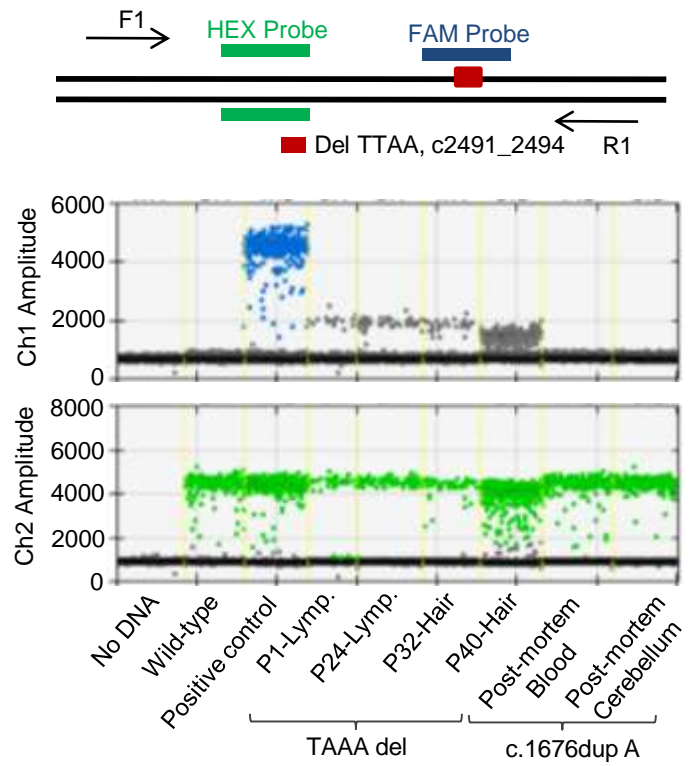 F1
HEX Probe
FAM Probe
Del TTAA, c2491_2494
R1
Ch1 Amplitude
6000
4000
2000
0
Ch2 Amplitude
8000
6000
4000
2000
0
No DNA
Wild-type
Positive control
P1-Lymp.
P24-Lymp.
P32-Hair
P40-Hair
Post-mortem
Blood
Post-mortem
Cerebellum
TAAA del
c.1676dup A